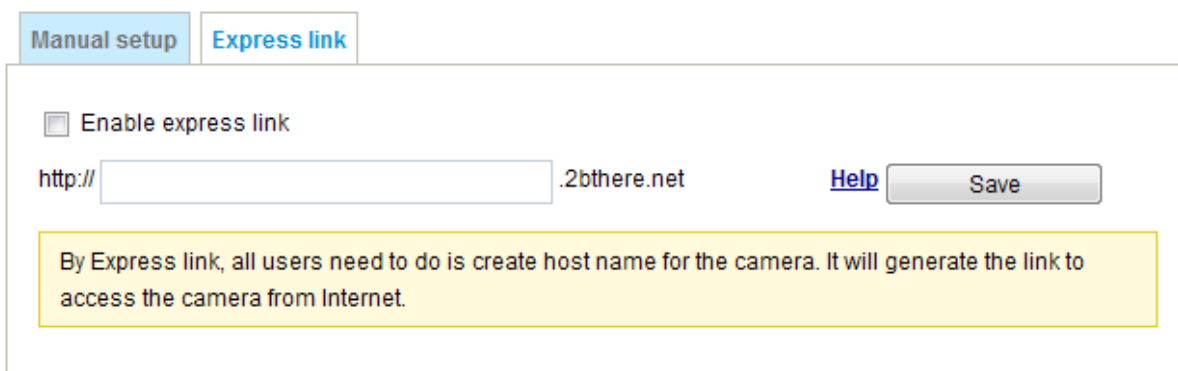 Manual setup Express link
Enable express link
http:// .2bthere.net Help Save
By Express link, all users need to do is create host name for the camera. It will generate the link to
access the camera from Internet.